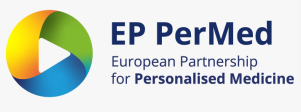 EP PerMed
European Partnership
for Personalised Medicine